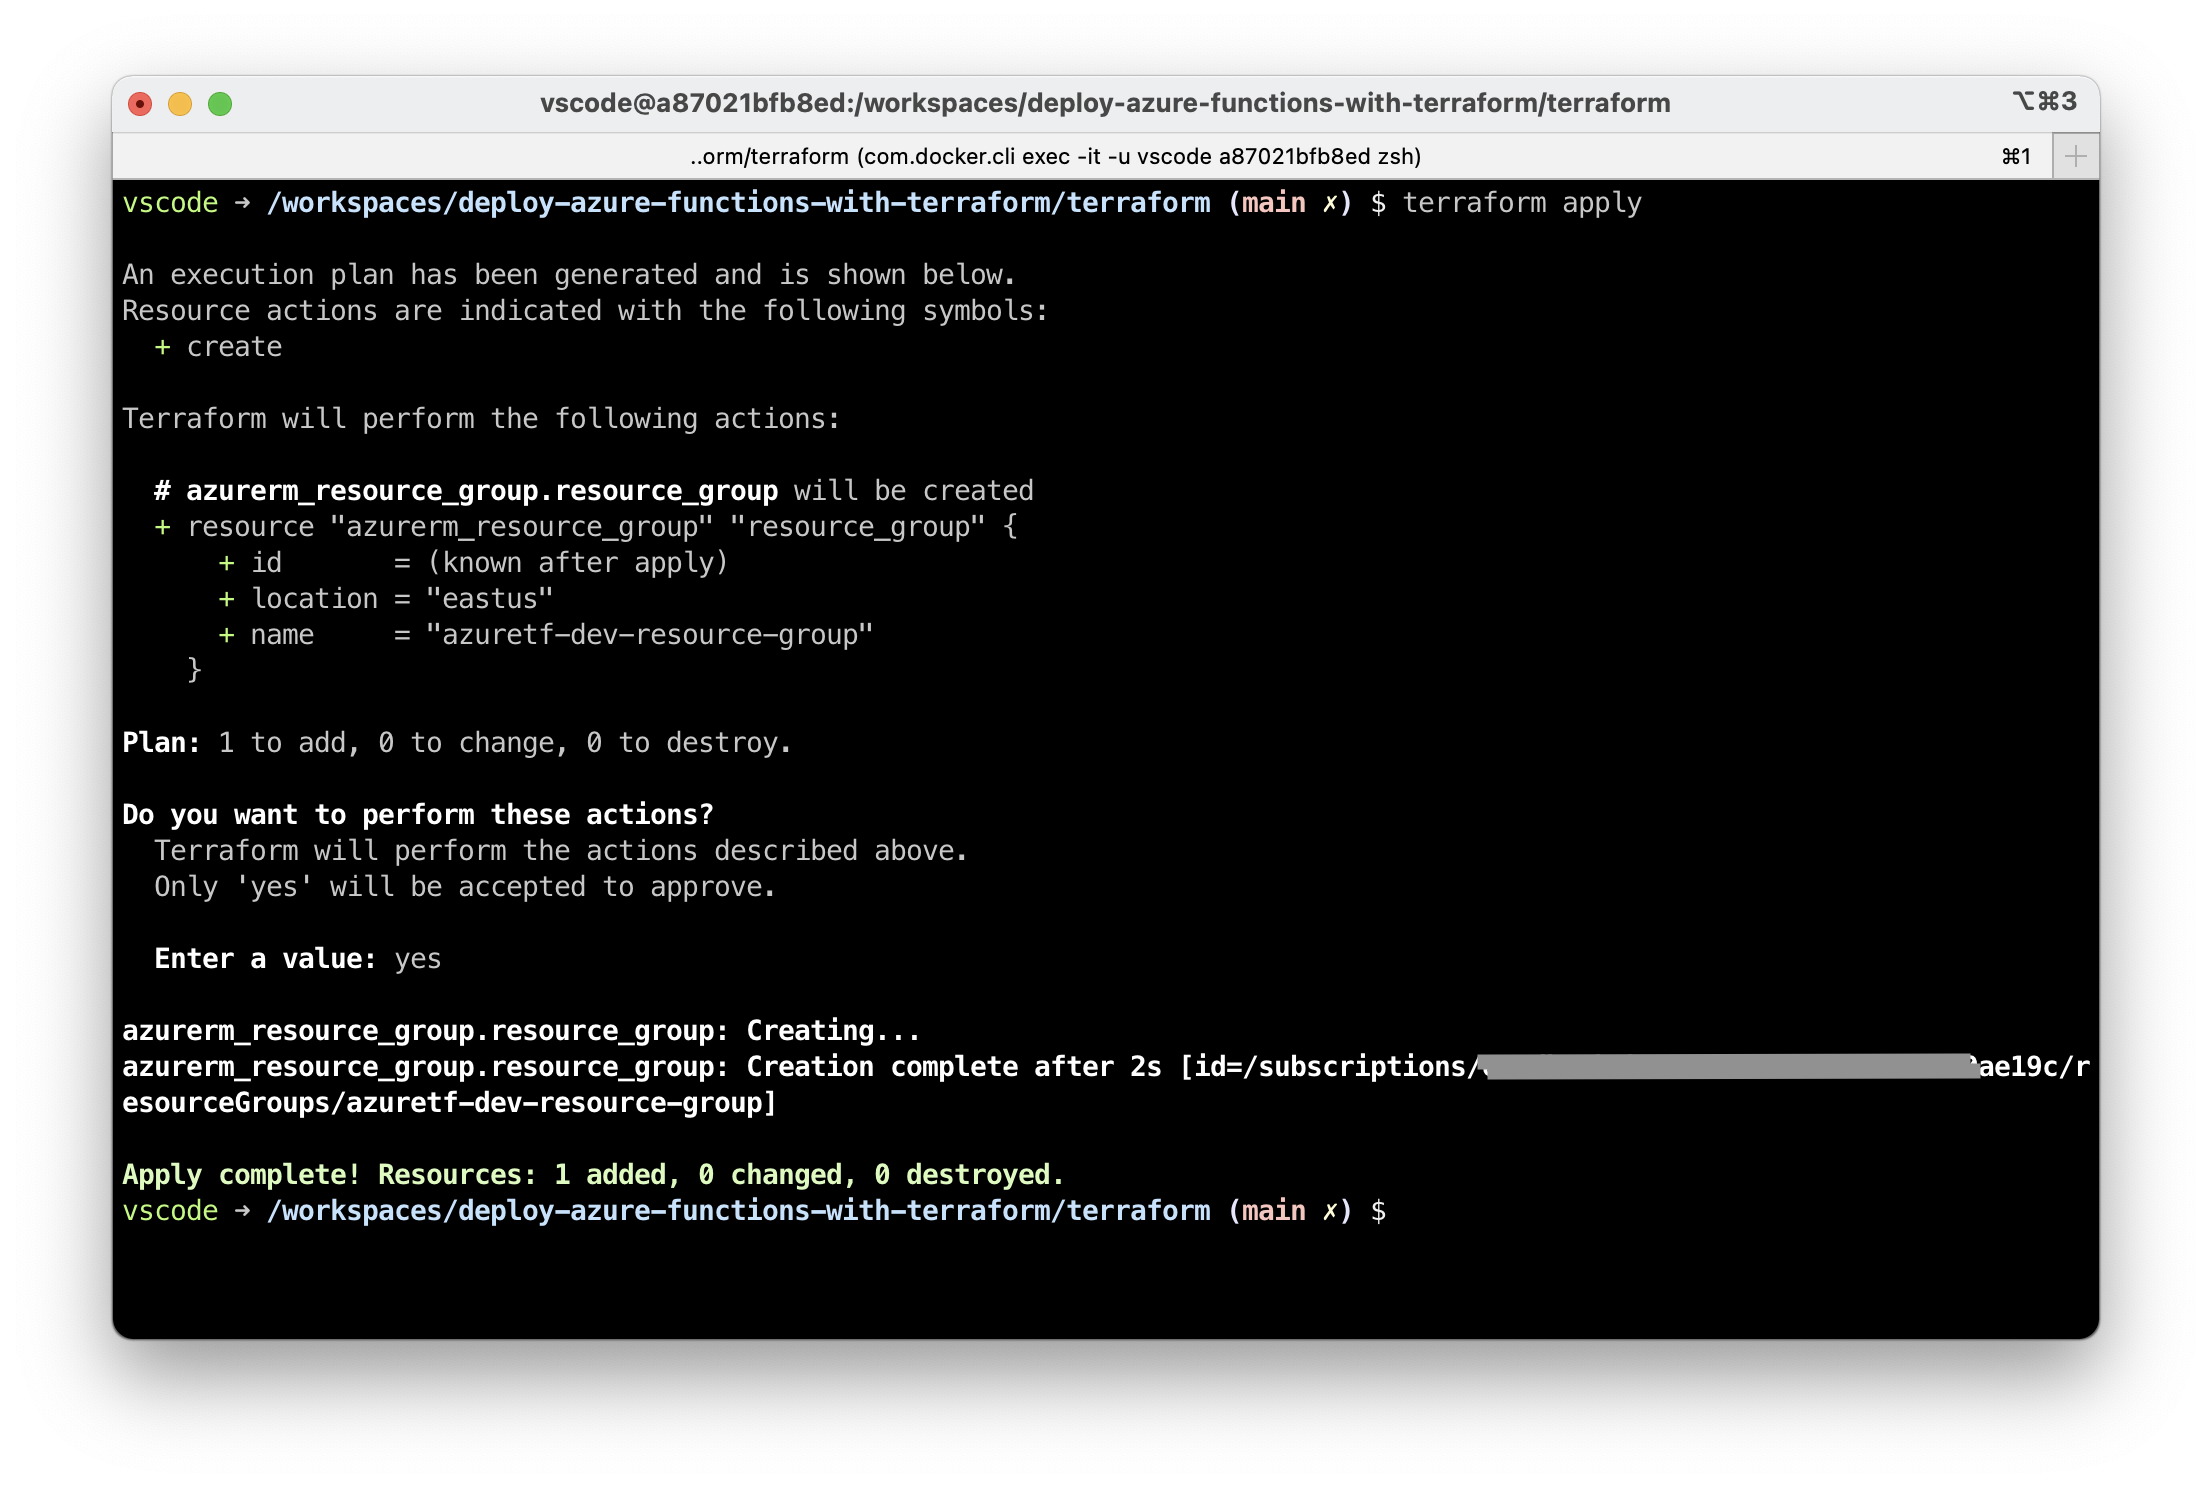 vscode@a87021bfb8ed:/workspaces/deploy-azure-functions-with-terraform/terraform ⌥⌘3
..orm/terraform (com.docker.cli exec -it -u vscode a87021bfb8ed zsh) ⌘1 +
vscode ➜ /workspaces/deploy-azure-functions-with-terraform/terraform (main ✗) $ terraform apply
An execution plan has been generated and is shown below.
Resource actions are indicated with the following symbols:
  + create
Terraform will perform the following actions:
  # azurerm_resource_group.resource_group will be created
  + resource "azurerm_resource_group" "resource_group" {
      + id       = (known after apply)
      + location = "eastus"
      + name     = "azuretf-dev-resource-group"
    }
Plan: 1 to add, 0 to change, 0 to destroy.
Do you want to perform these actions?
  Terraform will perform the actions described above.
  Only 'yes' will be accepted to approve.
  Enter a value: yes
azurerm_resource_group.resource_group: Creating...
azurerm_resource_group.resource_group: Creation complete after 2s [id=/subscriptions/ ae19c/r
esourceGroups/azuretf-dev-resource-group]
Apply complete! Resources: 1 added, 0 changed, 0 destroyed.
vscode ➜ /workspaces/deploy-azure-functions-with-terraform/terraform (main ✗) $